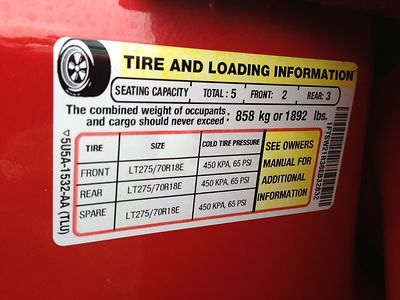 TIRE AND LOADING INFORMATION
SEATING CAPACITY TOTAL : 5 FRONT: 2 REAR: 3
The combined weight of occupants
and cargo should never exceed : 858 kg or 1892 lbs.
TIRE SIZE COLD TIRE PRESSURE
FRONT LT275/70R18E 450 KPA, 65 PSI
REAR LT275/70R18E 450 KPA, 65 PSI
SPARE LT275/70R18E 450 KPA, 65 PSI
SEE OWNERS
MANUAL FOR
ADDITIONAL
INFORMATION
5U5A-1532-AA (TLU)